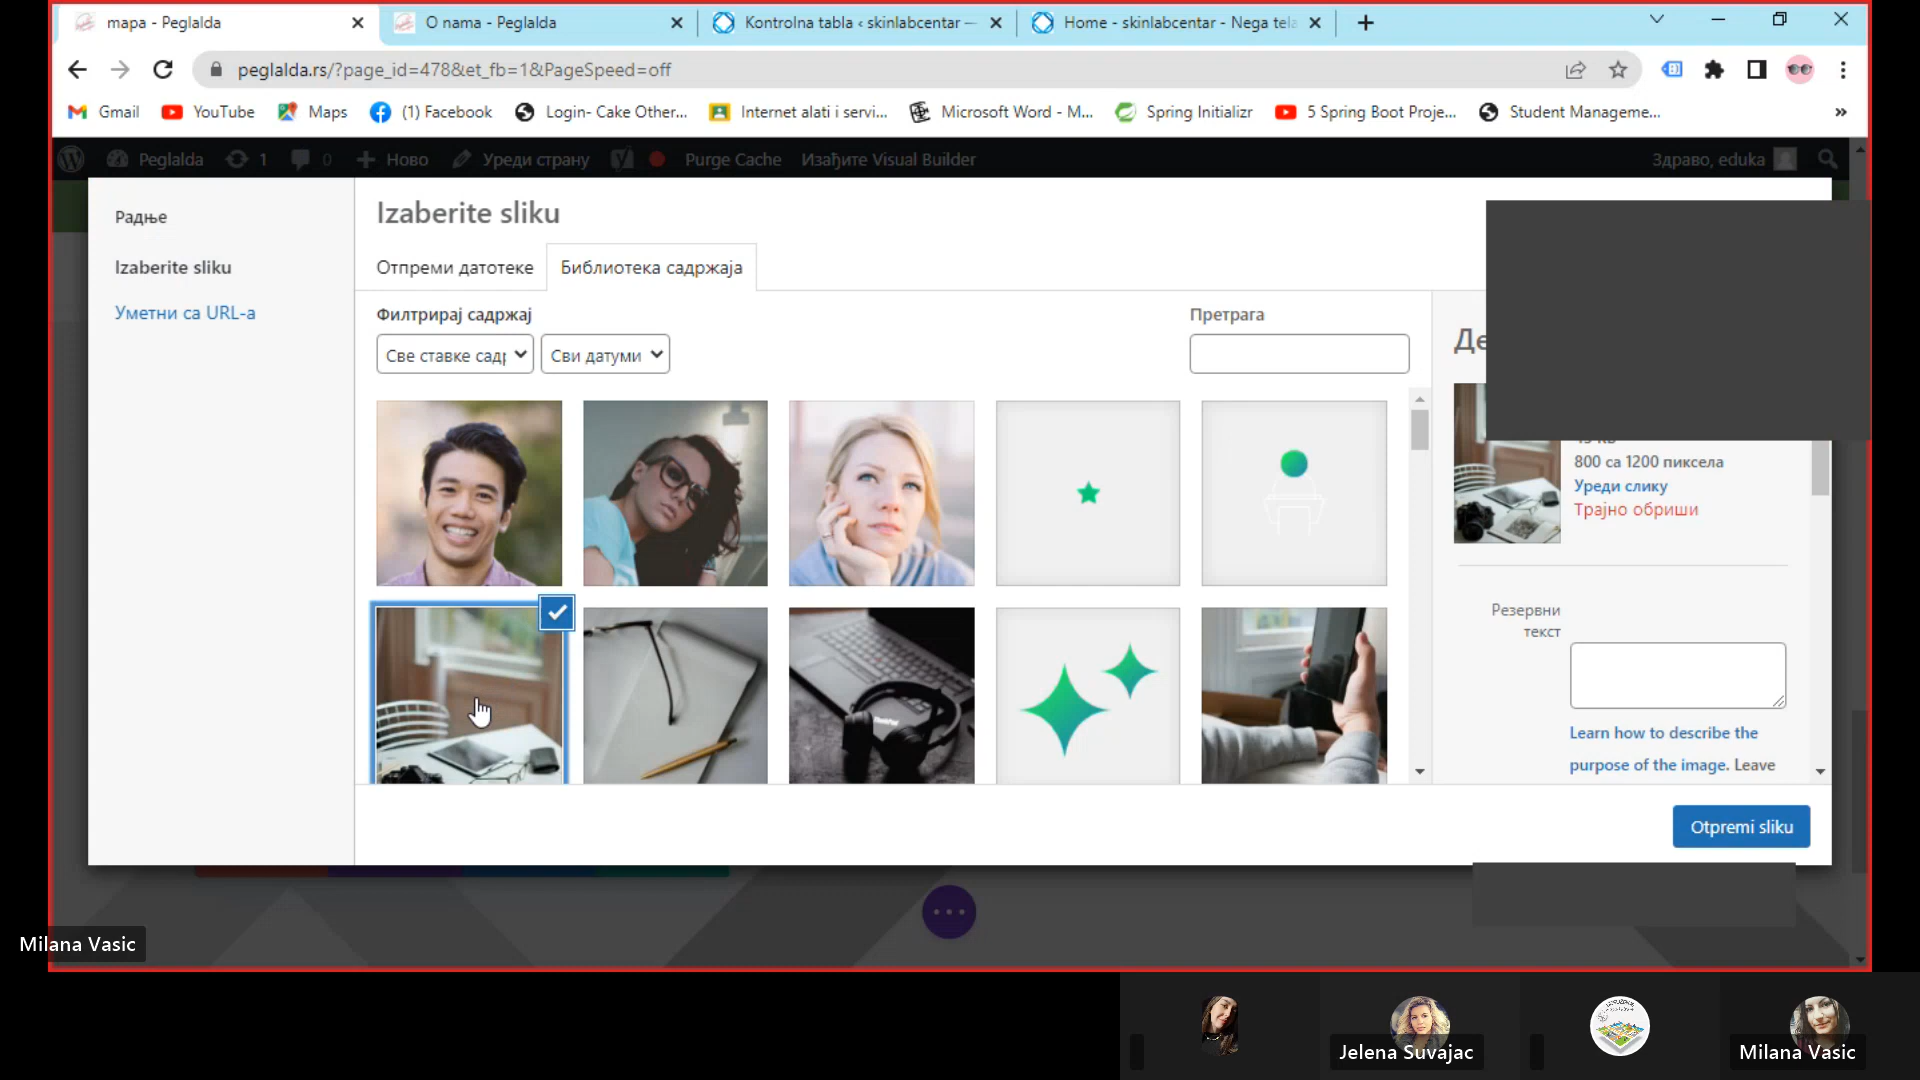 mapa - Peglalda
O nama - Peglalda
Kontrolna tabla ‹ skinlabcentar —
Home - skinlabcentar - Nega tela
peglalda.rs/?page_id=478&et_fb=1&PageSpeed=off
Gmail
YouTube
Maps
(1) Facebook
Login- Cake Other...
Internet alati i servi...
Microsoft Word - M...
Spring Initializr
5 Spring Boot Proje...
Student Manageme...
»
Peglalda
1
0
Ново
Уреди страну
Purge Cache
Изађите Visual Builder
Здраво, eduka
Радње
Izaberite sliku
Уметни са URL-а
Izaberite sliku
Отпреми датотеке
Библиотека садржаја
Филтрирај садржај
Претрага
Све ставке садр
Сви датуми
Де
800 са 1200 пиксела
Уреди слику
Трајно обриши
Резервни
текст
Learn how to describe the
purpose of the image. Leave
Otpremi sliku
Milana Vasic
Jelena Suvajac
Milana Vasic